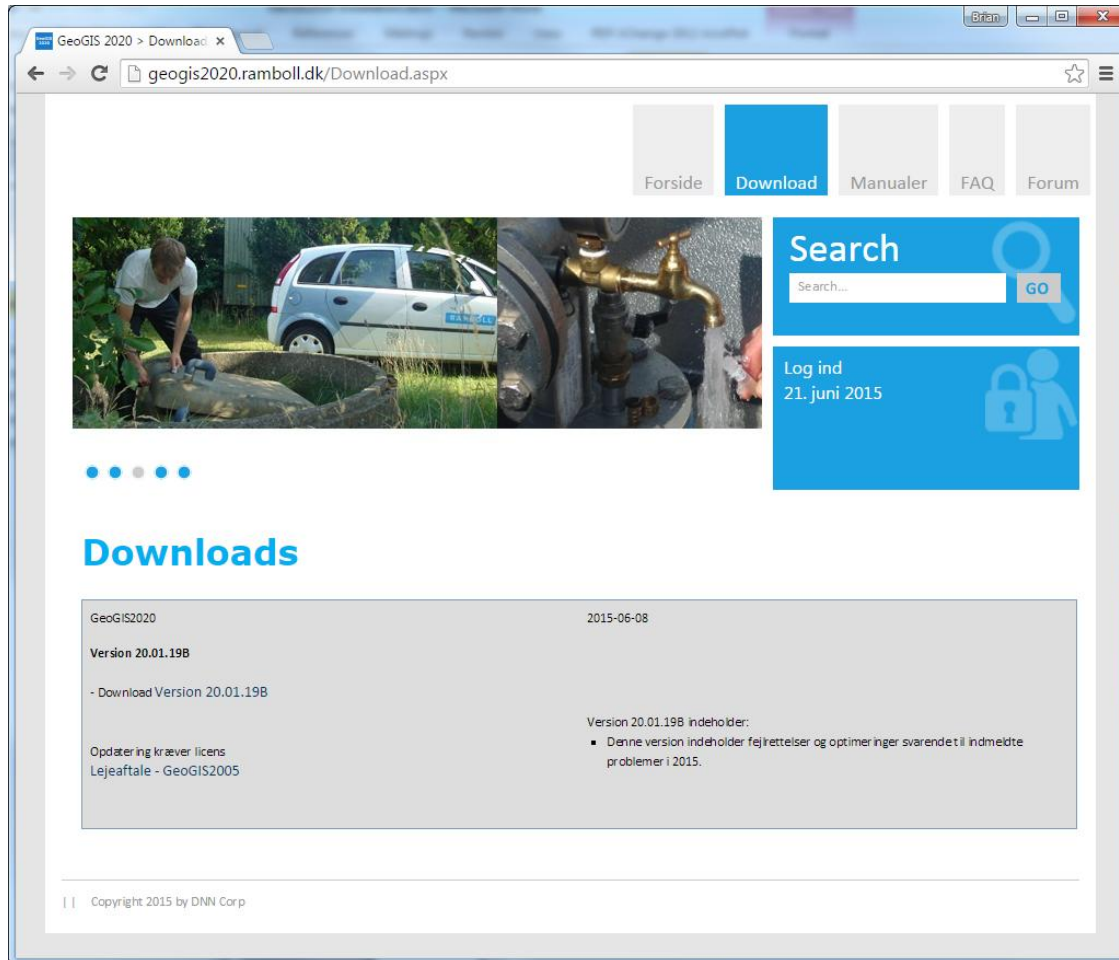 Brian
GeoGIS 2020 > Download
geogis2020.ramboll.dk/Download.aspx
Forside Download Manualer FAQ Forum
Search
Search...
GO
RAMBOLL
Log ind
21. juni 2015
Downloads
GeoGIS2020
2015-06-08
Version 20.01.19B
- Download Version 20.01.19B
Opdatering kræver licens
Lejeaftale - GeoGIS2005
Version 20.01.19B indeholder:
▪ Denne version indeholder fejlrettelser og optimeringer svarende til indmeldte
problemer i 2015.
| | Copyright 2015 by DNN Corp